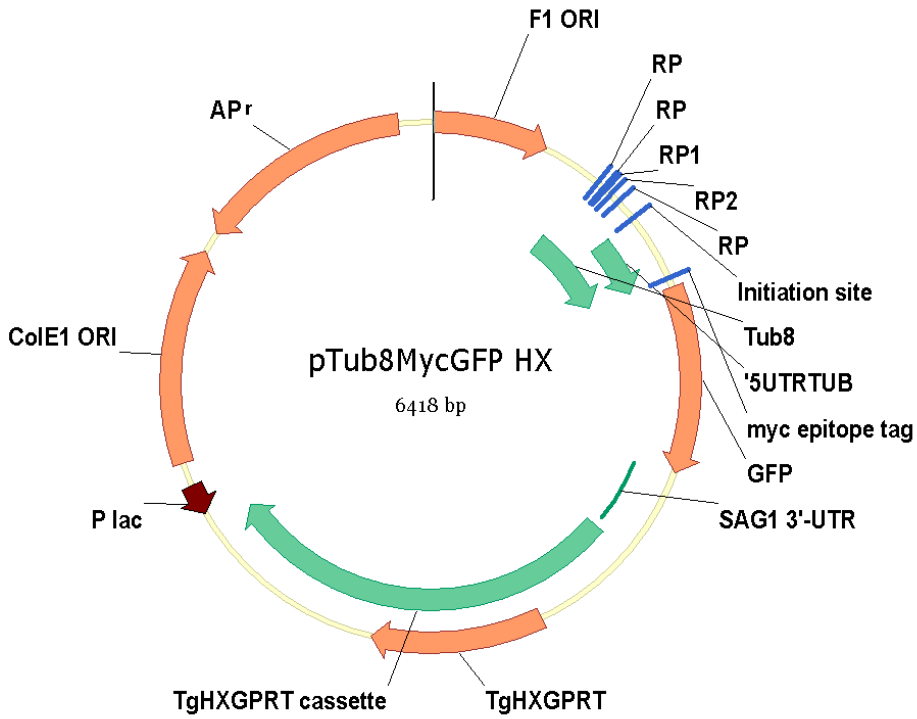 F1 ORI
RP
RP
RP1
RP2
RP
Initiation site
Tub8
'5UTRTUB
myc epitope tag
GFP
SAG1 3'-UTR
TgHXGPRT
TgHXGPRT cassette
P lac
ColE1 ORI
APr
pTub8MycGFP HX
6418 bp